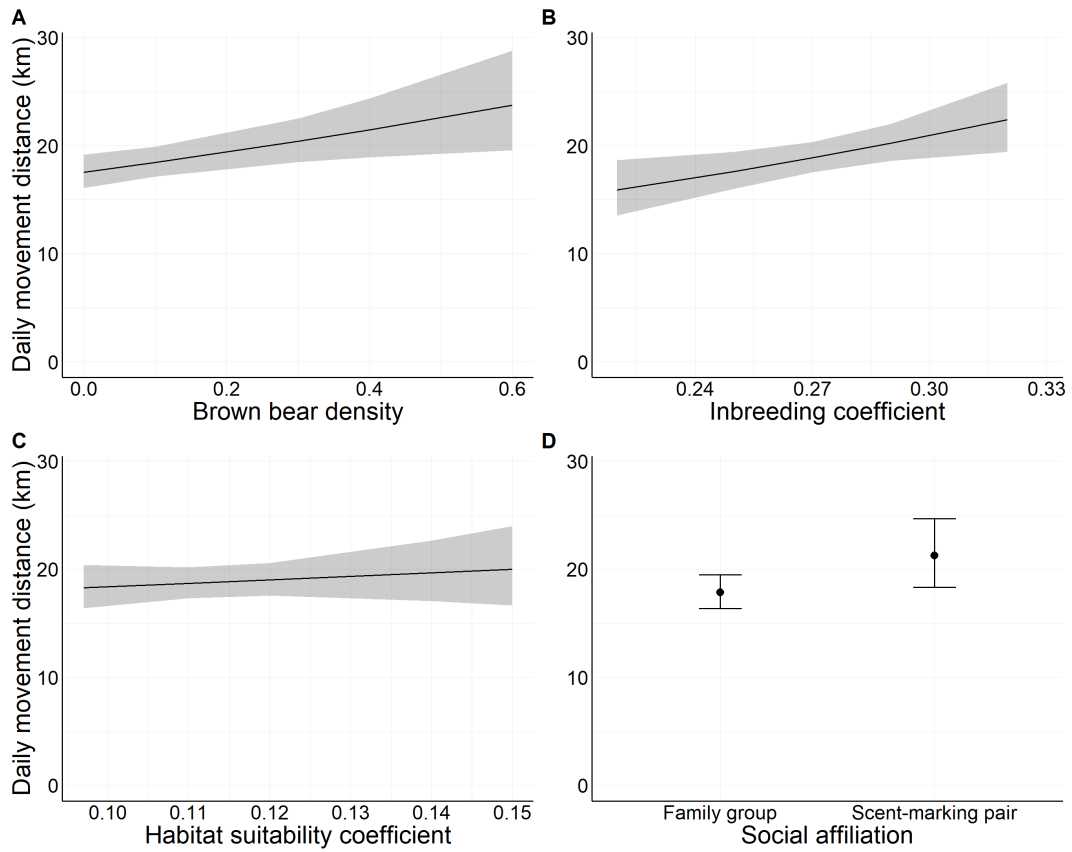 A
Daily movement distance (km)
30
20
10
0
0.0 0.2 0.4 0.6
Brown bear density
B
30
20
10
0
0.24 0.27 0.30 0.33
Inbreeding coefficient
C
Daily movement distance (km)
30
20
10
0
0.10 0.11 0.12 0.13 0.14 0.15
Habitat suitability coefficient
D
30
20
10
0
Family group Scent-marking pair
Social affiliation